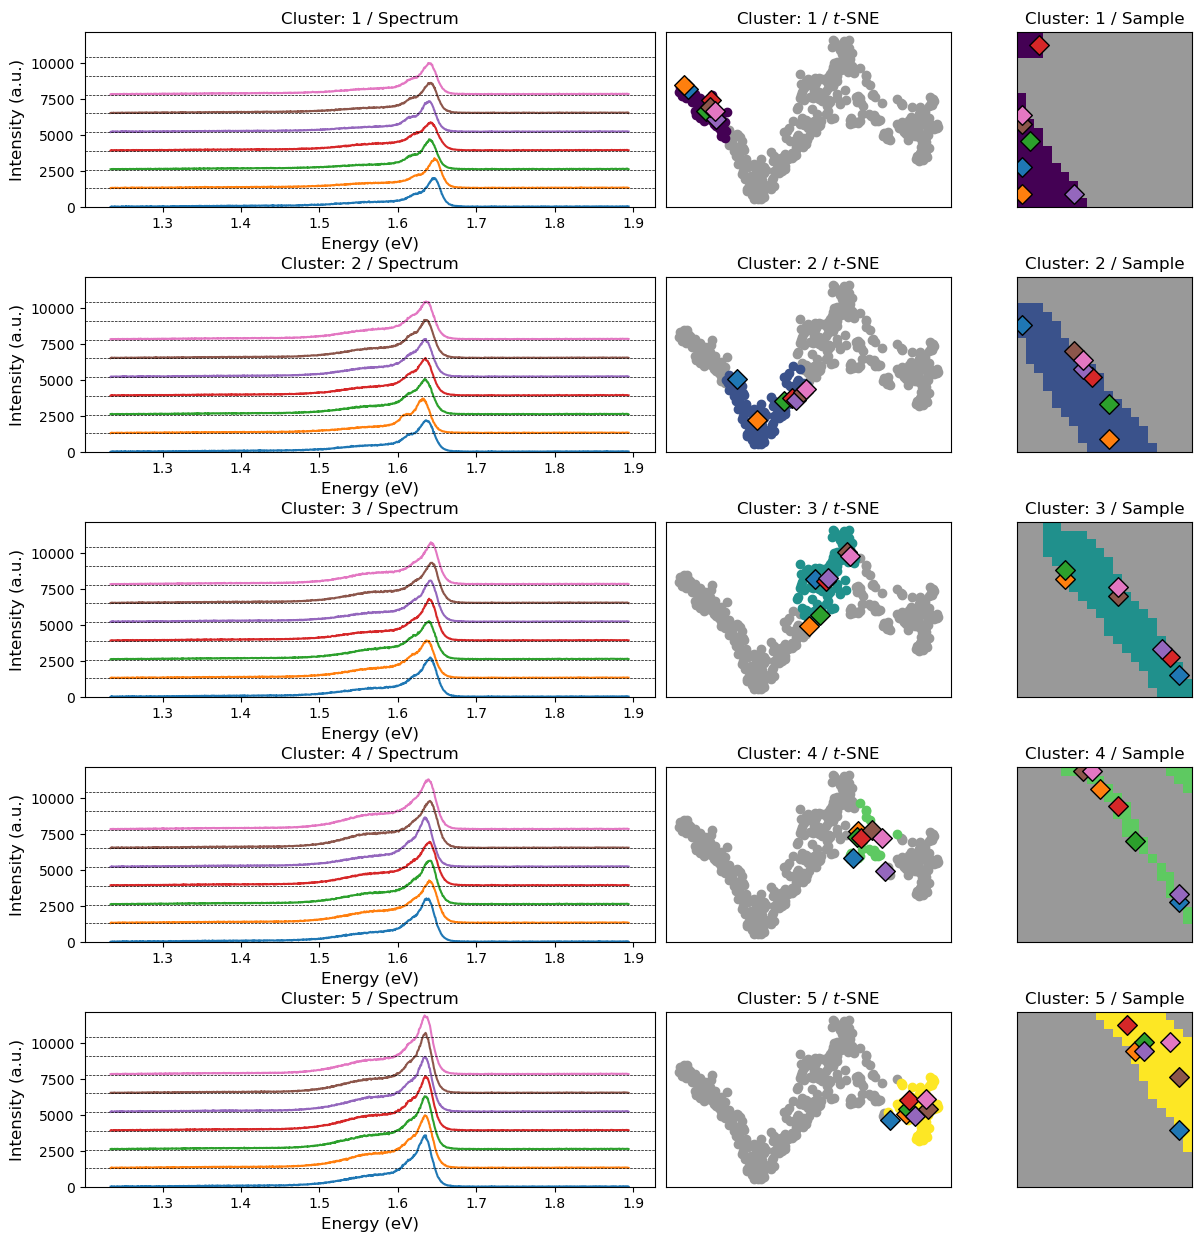 Cluster: 1 / Spectrum
Cluster: 1 / t-SNE
Cluster: 1 / Sample
Intensity (a.u.)
10000
7500
5000
2500
0
1.3 1.4 1.5 1.6 1.7 1.8 1.9
Energy (eV)
Cluster: 2 / Spectrum
Cluster: 2 / t-SNE
Cluster: 2 / Sample
Intensity (a.u.)
10000
7500
5000
2500
0
1.3 1.4 1.5 1.6 1.7 1.8 1.9
Energy (eV)
Cluster: 3 / Spectrum
Cluster: 3 / t-SNE
Cluster: 3 / Sample
Intensity (a.u.)
10000
7500
5000
2500
0
1.3 1.4 1.5 1.6 1.7 1.8 1.9
Energy (eV)
Cluster: 4 / Spectrum
Cluster: 4 / t-SNE
Cluster: 4 / Sample
Intensity (a.u.)
10000
7500
5000
2500
0
1.3 1.4 1.5 1.6 1.7 1.8 1.9
Energy (eV)
Cluster: 5 / Spectrum
Cluster: 5 / t-SNE
Cluster: 5 / Sample
Intensity (a.u.)
10000
7500
5000
2500
0
1.3 1.4 1.5 1.6 1.7 1.8 1.9
Energy (eV)